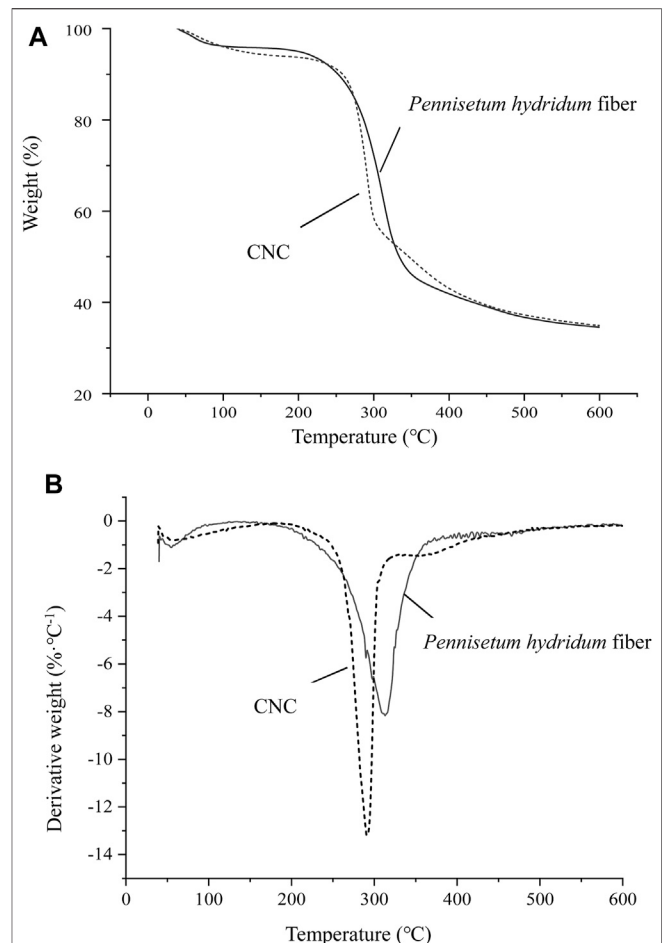 A
100
80
60
40
20
Weight (%)
Pennisetum hydridum fiber
CNC
0
100
200
300
400
500
600
Temperature (°C)
B
0
-2
-4
-6
-8
-10
-12
-14
Derivative weight (%·°C-1)
Pennisetum hydridum fiber
CNC
0
100
200
300
400
500
600
Temperature (°C)